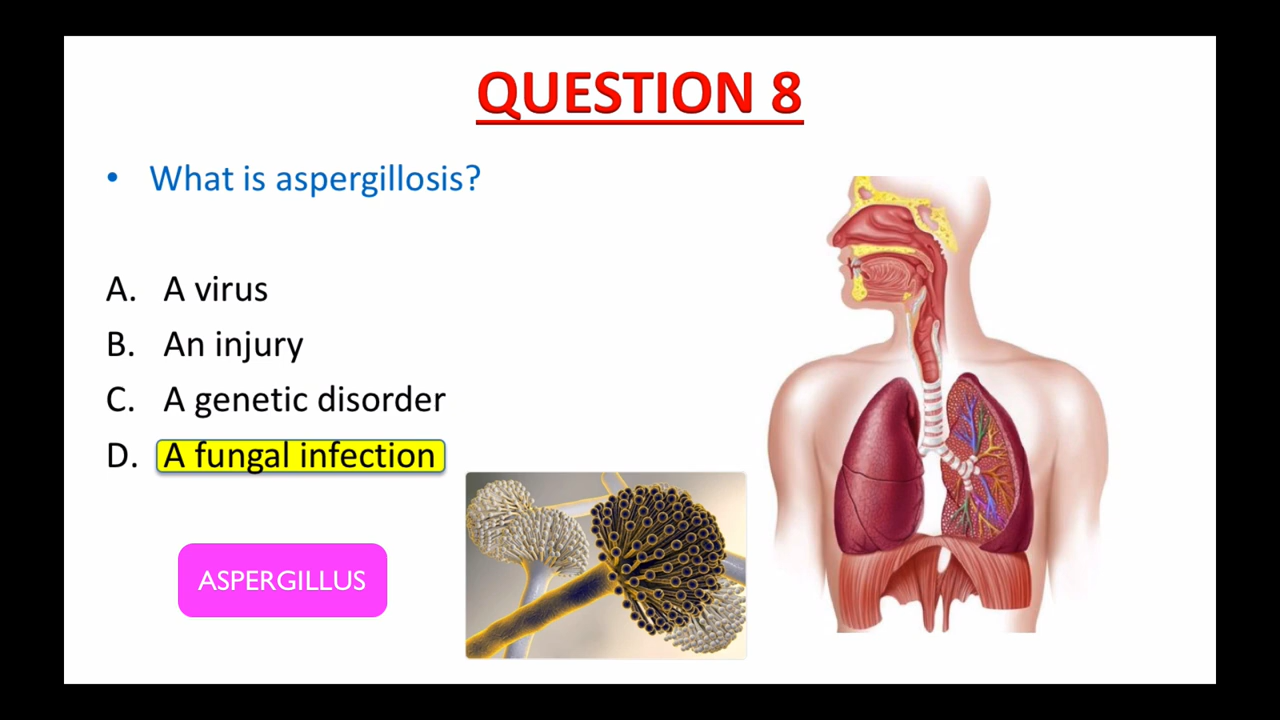 QUESTION 8
• What is aspergillosis?
A. A virus
B. An injury
C. A genetic disorder
D. A fungal infection
ASPERGILLUS